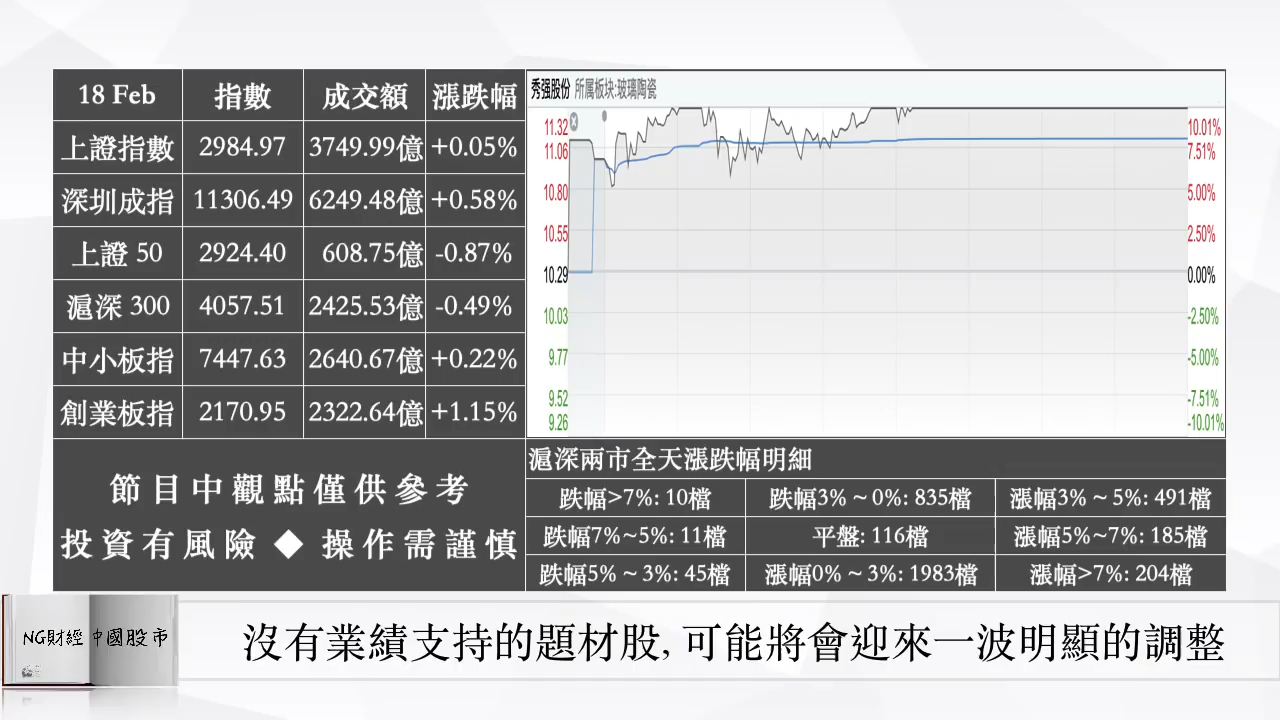 18 Feb 指數 成交額 漲跌幅
上證指數 2984.97 3749.99億 +0.05%
深圳成指 11306.49 6249.48億 +0.58%
上證 50 2924.40 608.75億 -0.87%
滬深 300 4057.51 2425.53億 -0.49%
中小板指 7447.63 2640.67億 +0.22%
創業板指 2170.95 2322.64億 +1.15%
節目中觀點僅供參考
投資有風險 ◆ 操作需謹慎
秀强股份 所属板块:玻璃陶瓷
11.32 10.01%
11.06 7.51%
10.80 5.00%
10.55 2.50%
10.29 0.00%
10.03 -2.50%
9.77 -5.00%
9.52 -7.51%
9.26 -10.01%
滬深兩市全天漲跌幅明細
跌幅>7%: 10檔 跌幅3% ~ 0%: 835檔 漲幅3% ~ 5%: 491檔
跌幅7%~5%: 11檔 平盤: 116檔 漲幅5%~7%: 185檔
跌幅5% ~ 3%: 45檔 漲幅0% ~ 3%: 1983檔 漲幅>7%: 204檔
NG財經 中國股市
沒有業績支持的題材股, 可能將會迎來一波明顯的調整